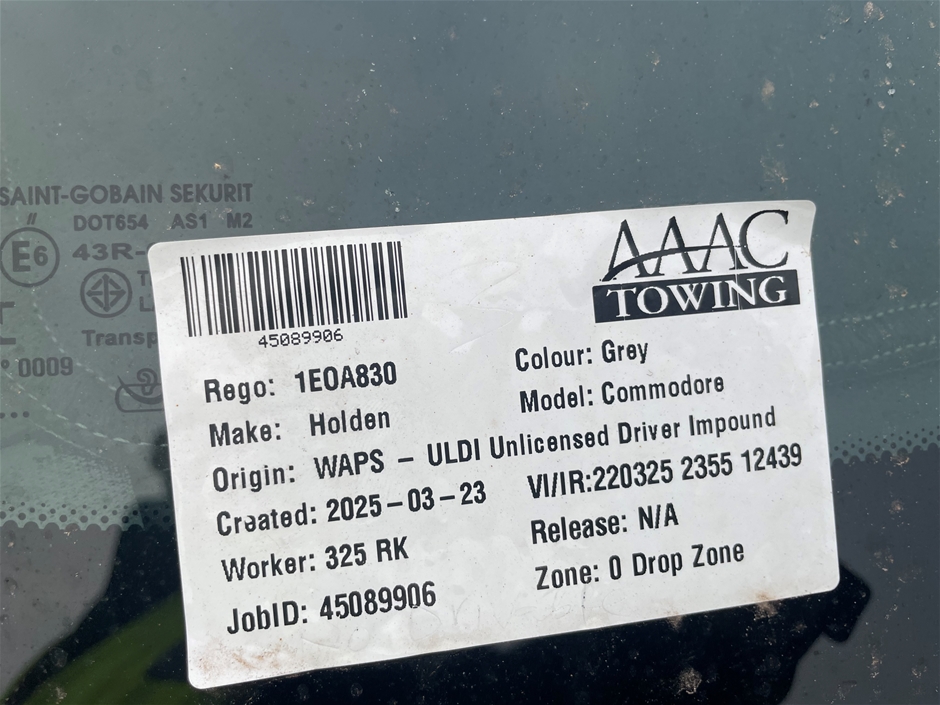 SAINT-GOBAIN SEKURIT
" DOT654 AS1 M2
E6 43R-
Transp
0009
45089906
AAAC
TOWING
Rego: 1EOA830
Colour: Grey
Make: Holden
Model: Commodore
Origin: WAPS - ULDI Unlicensed Driver Impound
Created: 2025-03-23
VI/IR:220325 2355 12439
Worker: 325 RK
Release: N/A
JobID: 45089906
Zone: 0 Drop Zone